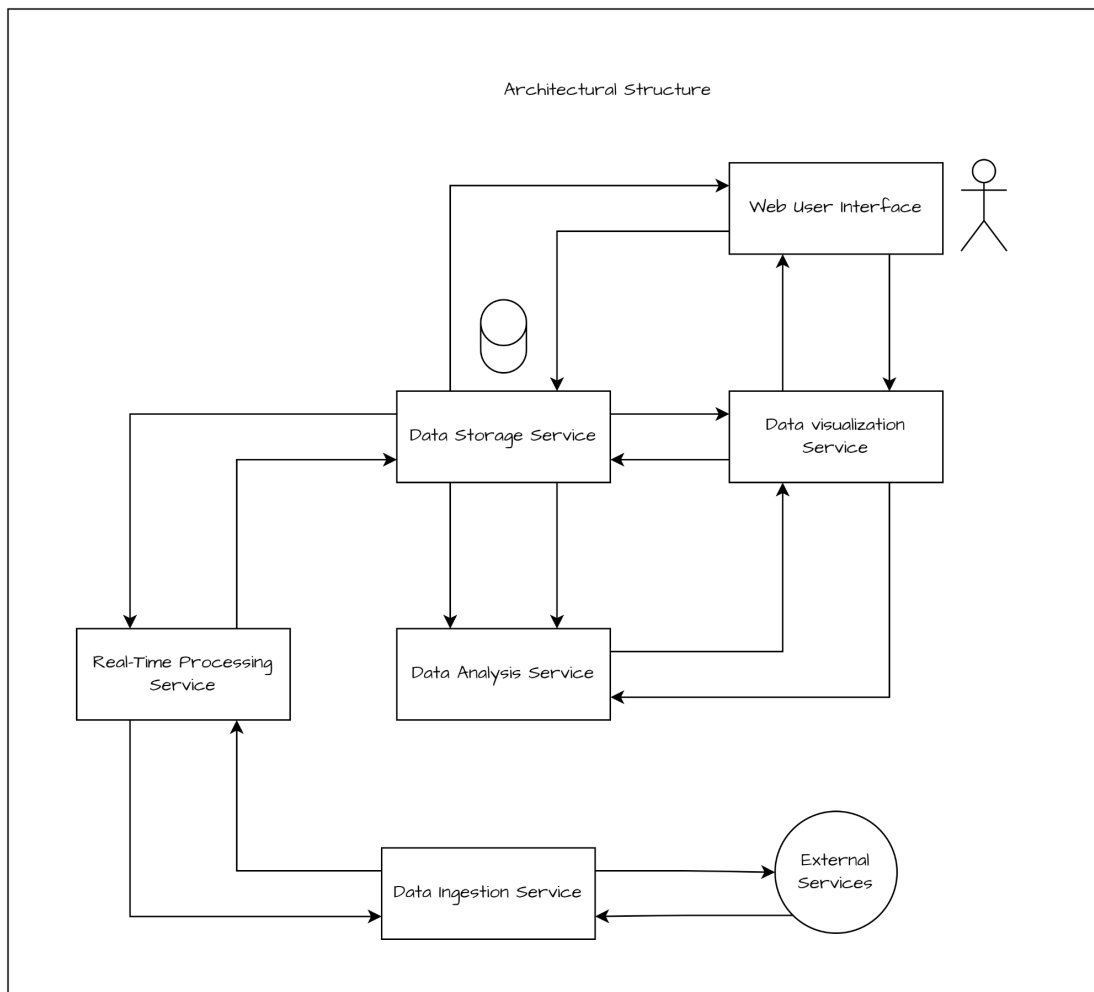 Architectural Structure
Web User Interface
Data Storage Service
Data visualization
Service
Real-Time Processing
Service
Data Analysis Service
Data Ingestion Service
External
Services